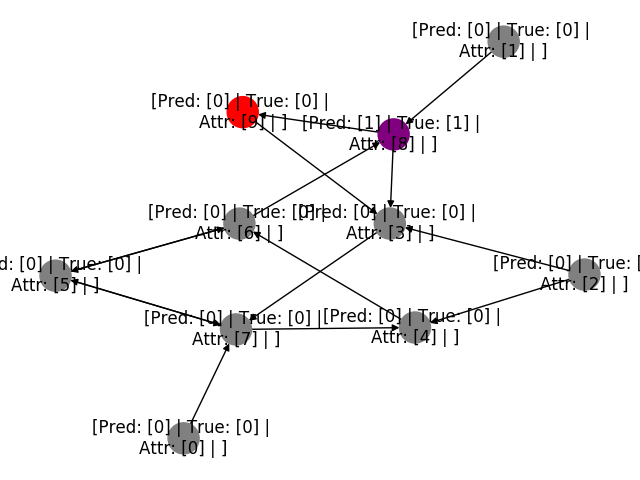 [Pred: [0] | True: [0] |
Attr: [1] | ]
[Pred: [0] | True: [0] |
Attr: [9] | ]
[Pred: [1] | True: [1] |
Attr: [8] | ]
[Pred: [0] | True: [0] |
Attr: [6] | ]
[Pred: [0] | True: [0] |
Attr: [3] | ]
d: [0] | True: [0] |
Attr: [5] | ]
[Pred: [0] | True: [
Attr: [2] | ]
[Pred: [0] | True: [0] |
Attr: [7] | ]
[Pred: [0] | True: [0] |
Attr: [4] | ]
[Pred: [0] | True: [0] |
Attr: [0] | ]